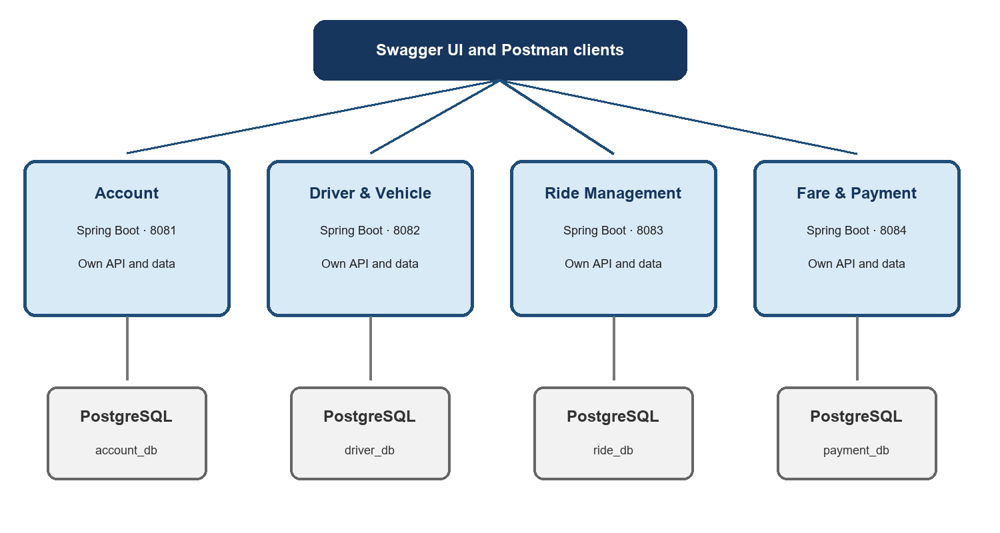 Swagger UI and Postman clients
Account
Spring Boot · 8081
Own API and data
Driver & Vehicle
Spring Boot · 8082
Own API and data
Ride Management
Spring Boot · 8083
Own API and data
Fare & Payment
Spring Boot · 8084
Own API and data
PostgreSQL
account_db
PostgreSQL
driver_db
PostgreSQL
ride_db
PostgreSQL
payment_db